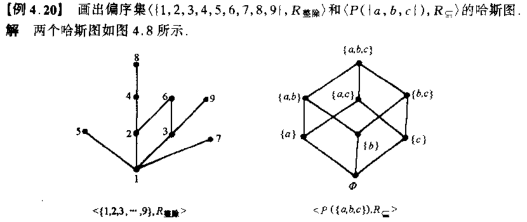 【例4.20】 画出偏序集〈{1,2,3,4,5,6,7,8,9},R整除〉和〈P({a,b,c}),R⊆〉的哈斯图.
解 两个哈斯图如图4.8所示.
8
4
6
9
5
2
3
7
1
<{1,2,3,⋯,9},R整除>
{a,b,c}
{a,b}
{a,c}
{b,c}
{a}
{b}
{c}
Φ
<P({a,b,c}),R⊆>